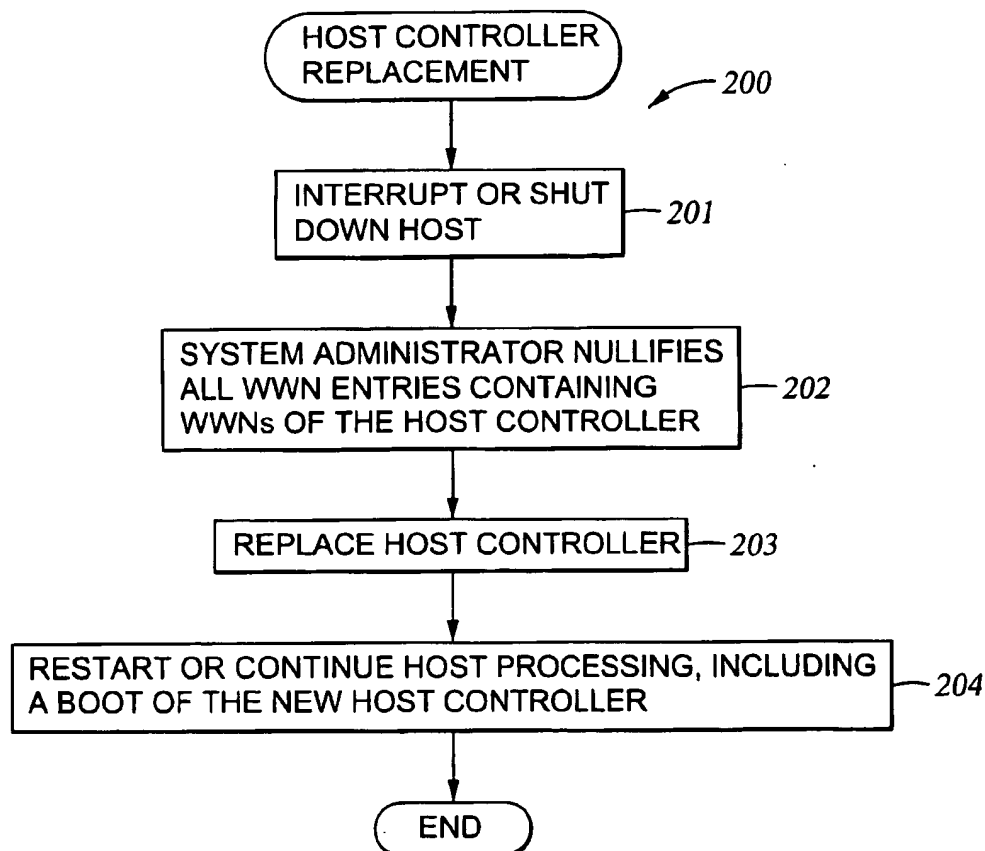 HOST CONTROLLER
REPLACEMENT
200
INTERRUPT OR SHUT
DOWN HOST
201
SYSTEM ADMINISTRATOR NULLIFIES
ALL WWN ENTRIES CONTAINING
WWNs OF THE HOST CONTROLLER
202
REPLACE HOST CONTROLLER
203
RESTART OR CONTINUE HOST PROCESSING, INCLUDING
A BOOT OF THE NEW HOST CONTROLLER
204
END